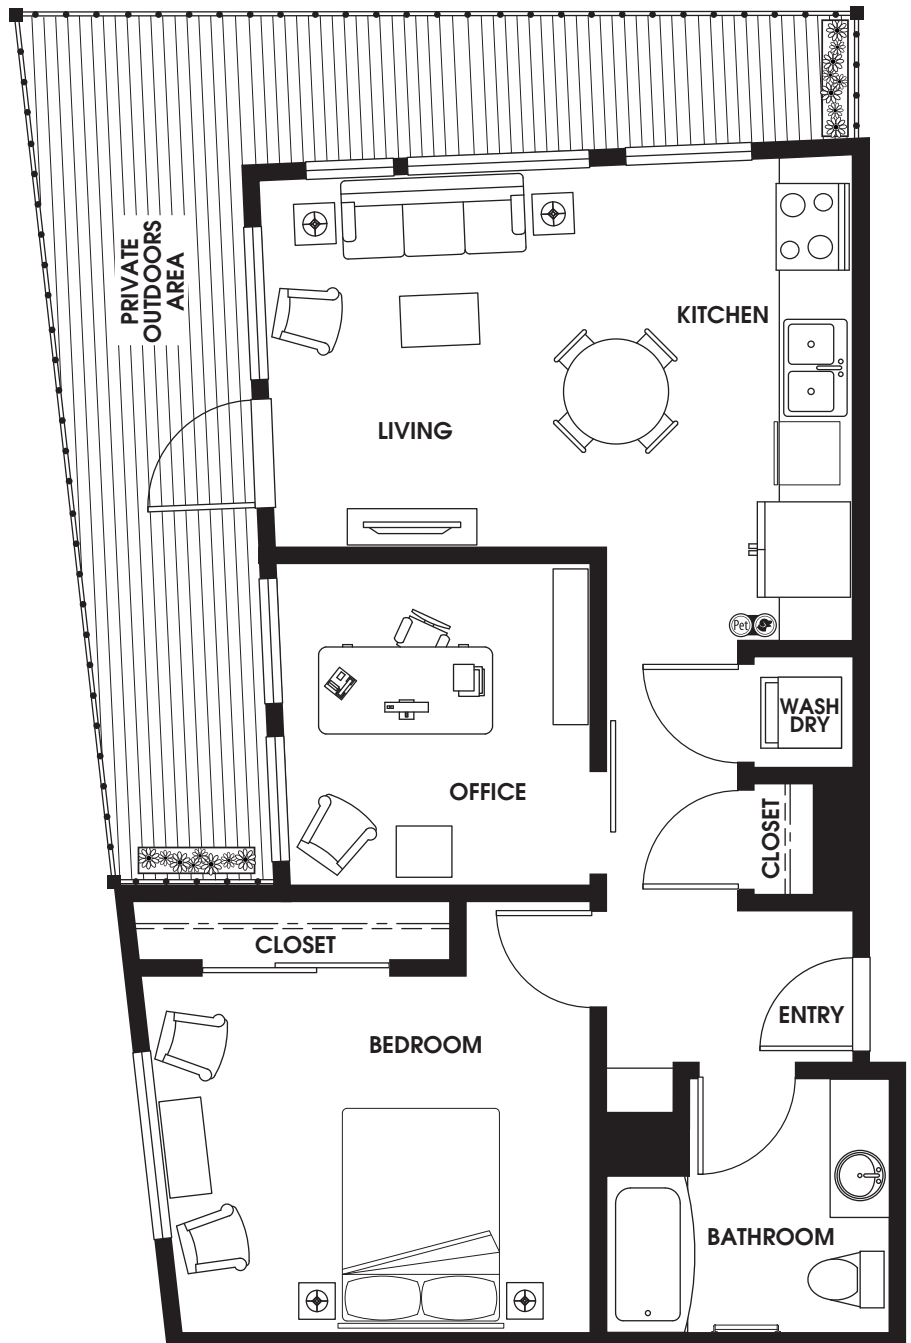 PRIVATE
OUTDOORS
AREA
KITCHEN
LIVING
Pet
WASH
DRY
OFFICE
CLOSET
CLOSET
ENTRY
BEDROOM
BATHROOM